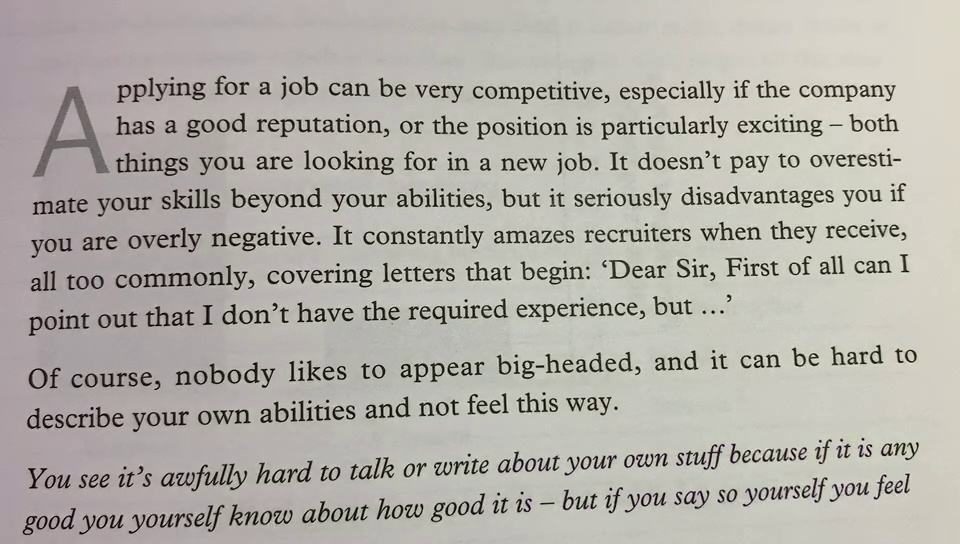 Applying for a job can be very competitive, especially if the company
has a good reputation, or the position is particularly exciting – both
things you are looking for in a new job. It doesn't pay to overesti-
mate your skills beyond your abilities, but it seriously disadvantages you if
you are overly negative. It constantly amazes recruiters when they receive,
all too commonly, covering letters that begin: ‘Dear Sir, First of all can I
point out that I don’t have the required experience, but …’
Of course, nobody likes to appear big-headed, and it can be hard to
describe your own abilities and not feel this way.
You see it’s awfully hard to talk or write about your own stuff because if it is any
good you yourself know about how good it is – but if you say so yourself you feel